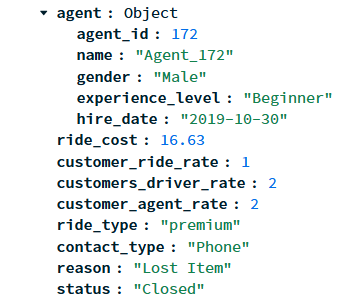 agent : Object
agent_id : 172
name : "Agent_172"
gender : "Male"
experience_level : "Beginner"
hire_date : "2019-10-30"
ride_cost : 16.63
customer_ride_rate : 1
customers_driver_rate : 2
customer_agent_rate : 2
ride_type : "premium"
contact_type : "Phone"
reason : "Lost Item"
status : "Closed"